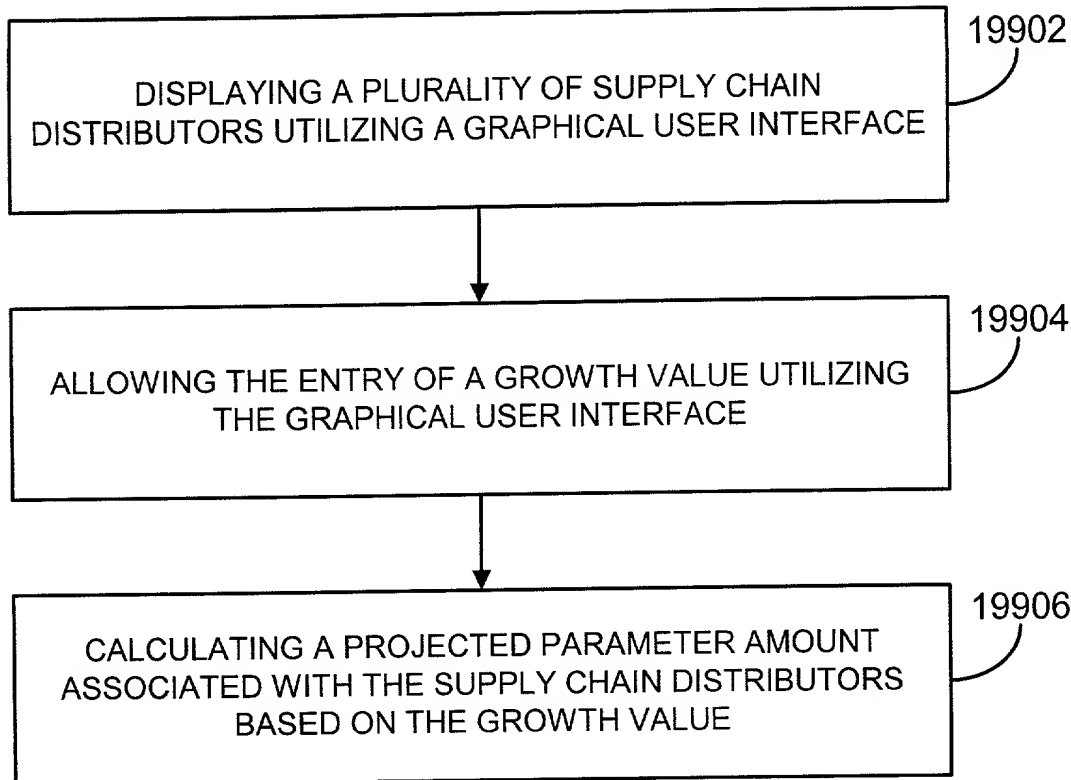 19902
DISPLAYING A PLURALITY OF SUPPLY CHAIN
DISTRIBUTORS UTILIZING A GRAPHICAL USER INTERFACE
19904
ALLOWING THE ENTRY OF A GROWTH VALUE UTILIZING
THE GRAPHICAL USER INTERFACE
19906
CALCULATING A PROJECTED PARAMETER AMOUNT
ASSOCIATED WITH THE SUPPLY CHAIN DISTRIBUTORS
BASED ON THE GROWTH VALUE